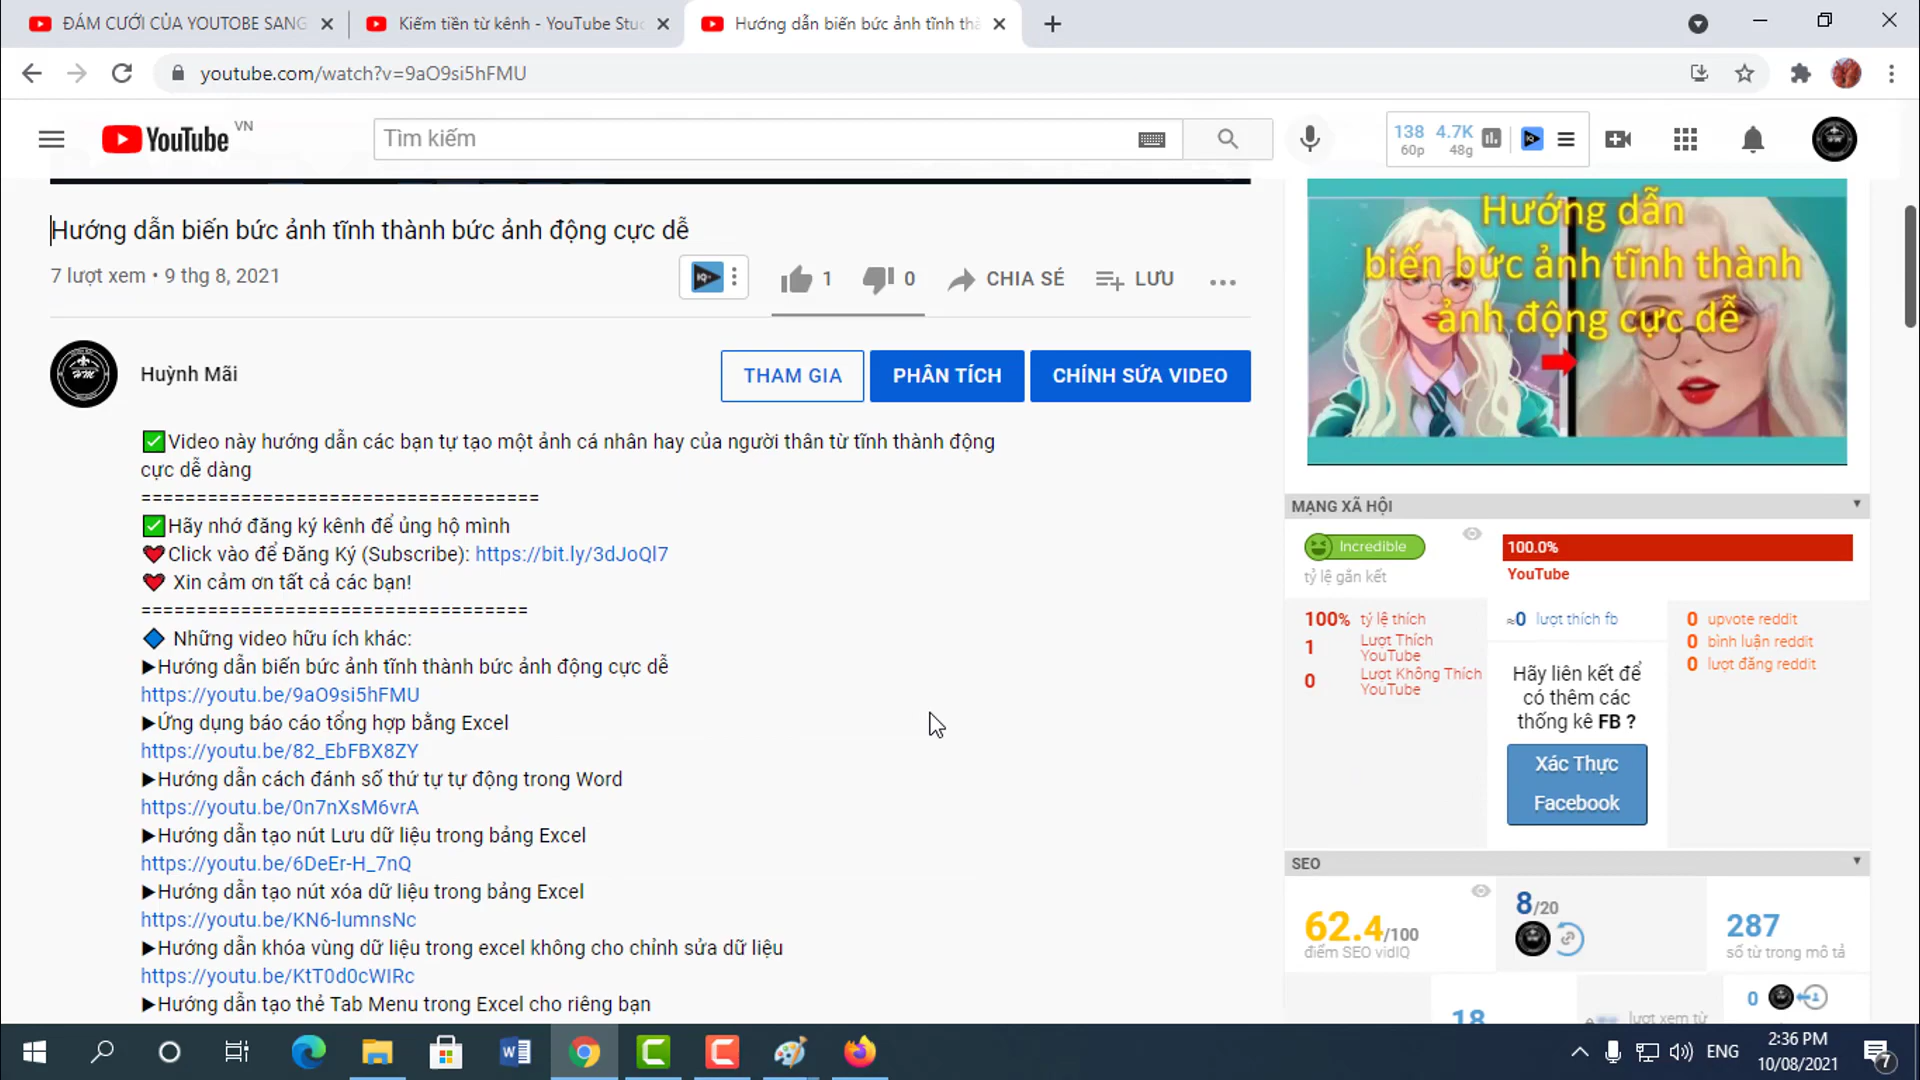 ĐÁM CƯỚI CỦA YOUTOBE SANG
Kiếm tiền từ kênh - YouTube Stu
Hướng dẫn biến bức ảnh tĩnh thà
youtube.com/watch?v=9aO9si5hFMU
YouTube VN
Tìm kiếm
138 4.7K
60p 48g
Hướng dẫn biến bức ảnh tĩnh thành bức ảnh động cực dễ
7 lượt xem • 9 thg 8, 2021
1 0 CHIA SẺ LƯU
Huỳnh Mãi
THAM GIA PHÂN TÍCH CHỈNH SỬA VIDEO
Video này hướng dẫn các bạn tự tạo một ảnh cá nhân hay của người thân từ tĩnh thành động
cực dễ dàng
====================================
Hãy nhớ đăng ký kênh để ủng hộ mình
Click vào để Đăng Ký (Subscribe): https://bit.ly/3dJoQl7
Xin cảm ơn tất cả các bạn!
===================================
Những video hữu ích khác:
▶Hướng dẫn biến bức ảnh tĩnh thành bức ảnh động cực dễ
https://youtu.be/9aO9si5hFMU
▶Ứng dụng báo cáo tổng hợp bằng Excel
https://youtu.be/82_EbFBX8ZY
▶Hướng dẫn cách đánh số thứ tự tự động trong Word
https://youtu.be/0n7nXsM6vrA
▶Hướng dẫn tạo nút Lưu dữ liệu trong bảng Excel
https://youtu.be/6DeEr-H_7nQ
▶Hướng dẫn tạo nút xóa dữ liệu trong bảng Excel
https://youtu.be/KN6-lumnsNc
▶Hướng dẫn khóa vùng dữ liệu trong excel không cho chỉnh sửa dữ liệu
https://youtu.be/KtT0d0cWIRc
▶Hướng dẫn tạo thẻ Tab Menu trong Excel cho riêng bạn
Hướng dẫn
biến bức ảnh tĩnh thành
ảnh động cực dễ
MẠNG XÃ HỘI
Incredible
tỷ lệ gắn kết
100.0%
YouTube
100% tỷ lệ thích
1 Lượt Thích
YouTube
0 Lượt Không Thích
YouTube
≈0 lượt thích fb
Hãy liên kết để
có thêm các
thống kê FB ?
Xác Thực
Facebook
0 upvote reddit
0 bình luận reddit
0 lượt đăng reddit
SEO
62.4/100
điểm SEO vidIQ
8/20
287
số từ trong mô tả
18
lượt xem từ
0
ENG
2:36 PM
10/08/2021
7